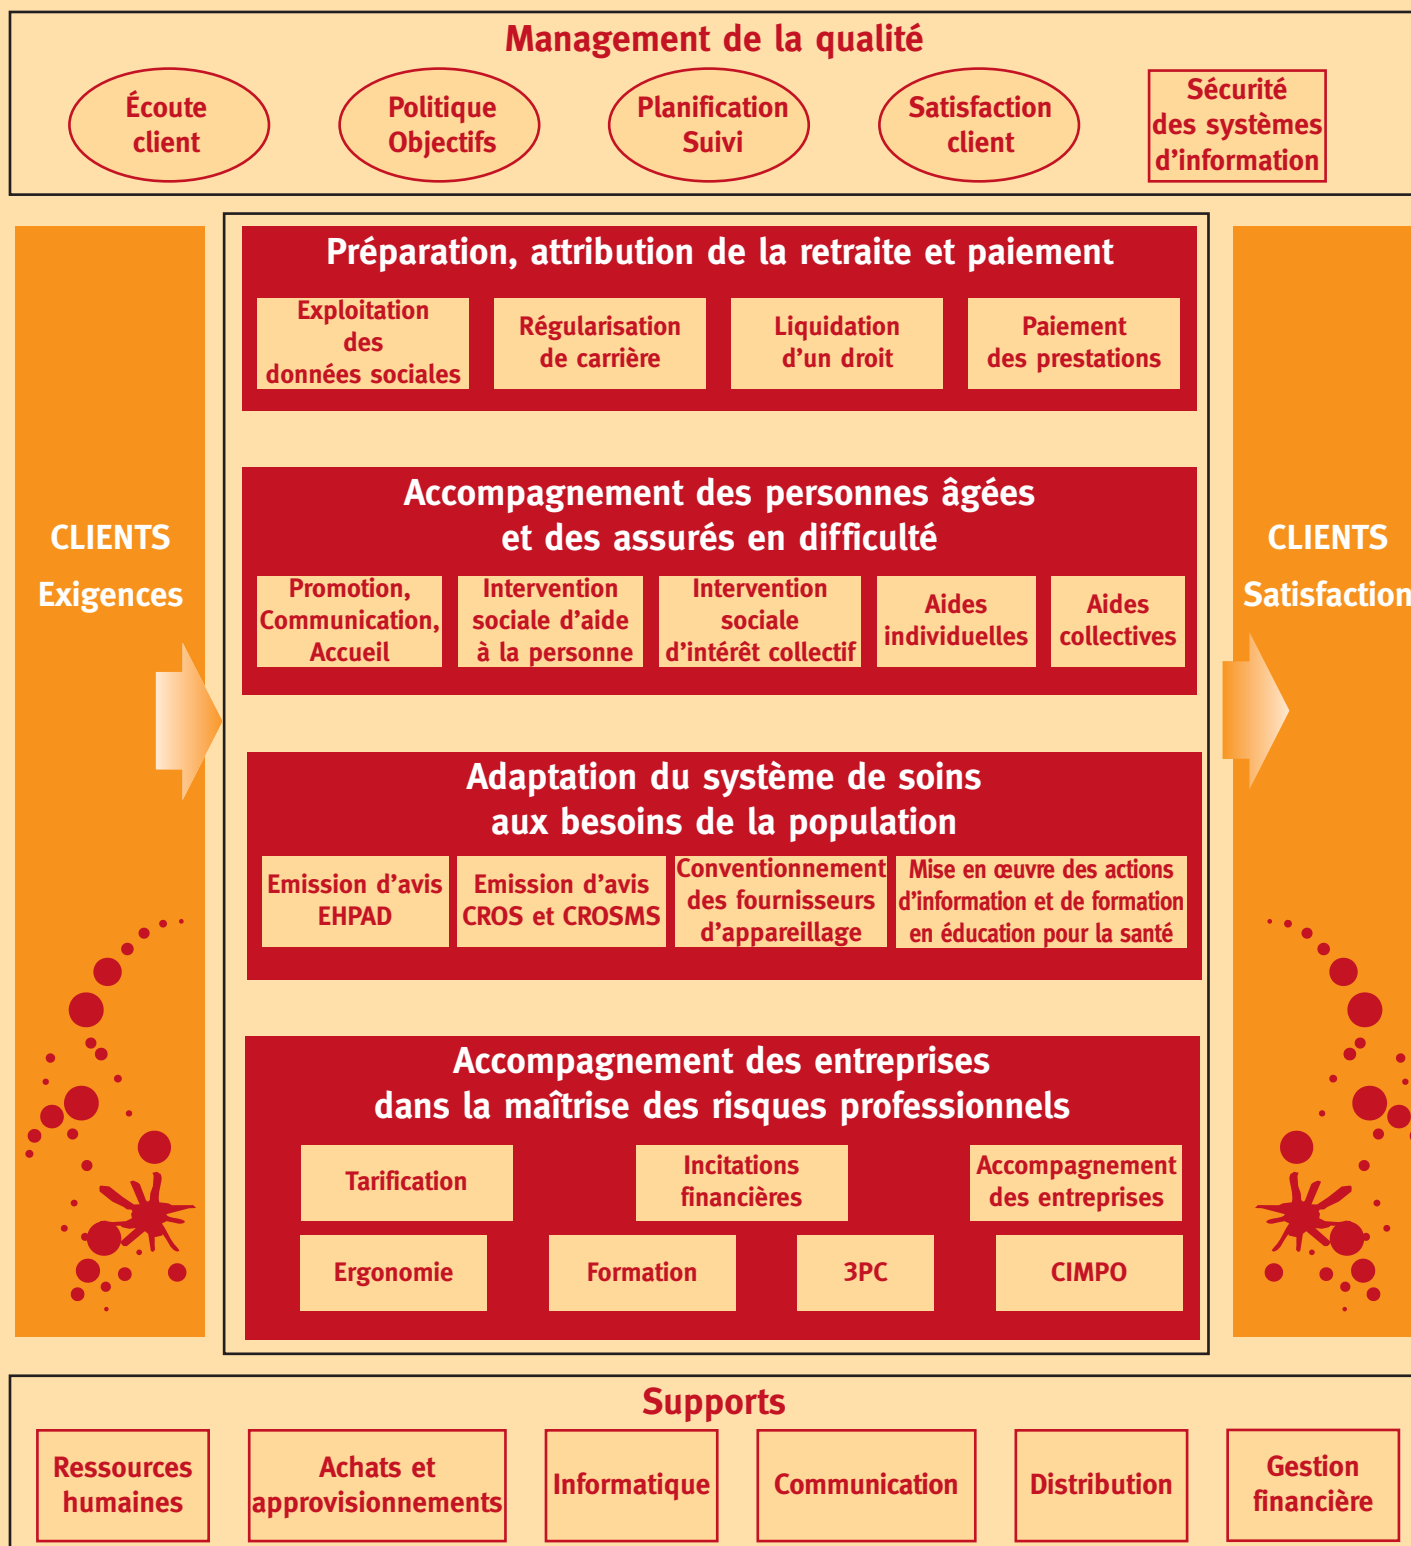 Management de la qualité
Écoute
client
Politique
Objectifs
Planification
Suivi
Satisfaction
client
Sécurité
des systèmes
d'information
CLIENTS
Exigences
Préparation, attribution de la retraite et paiement
Exploitation
des
données sociales
Régularisation
de carrière
Liquidation
d’un droit
Paiement
des prestations
Accompagnement des personnes âgées
et des assurés en difficulté
Promotion,
Communication,
Accueil
Intervention
sociale d’aide
à la personne
Intervention
sociale
d’intérêt collectif
Aides
individuelles
Aides
collectives
Adaptation du système de soins
aux besoins de la population
Emission d’avis
EHPAD
Emission d’avis
CROS et CROSMS
Conventionnement
des fournisseurs
d’appareillage
Mise en œuvre des actions
d’information et de formation
en éducation pour la santé
Accompagnement des entreprises
dans la maîtrise des risques professionnels
Tarification
Incitations
financières
Accompagnement
des entreprises
Ergonomie
Formation
3PC
CIMPO
CLIENTS
Satisfaction
Supports
Ressources
humaines
Achats et
approvisionnements
Informatique
Communication
Distribution
Gestion
financière